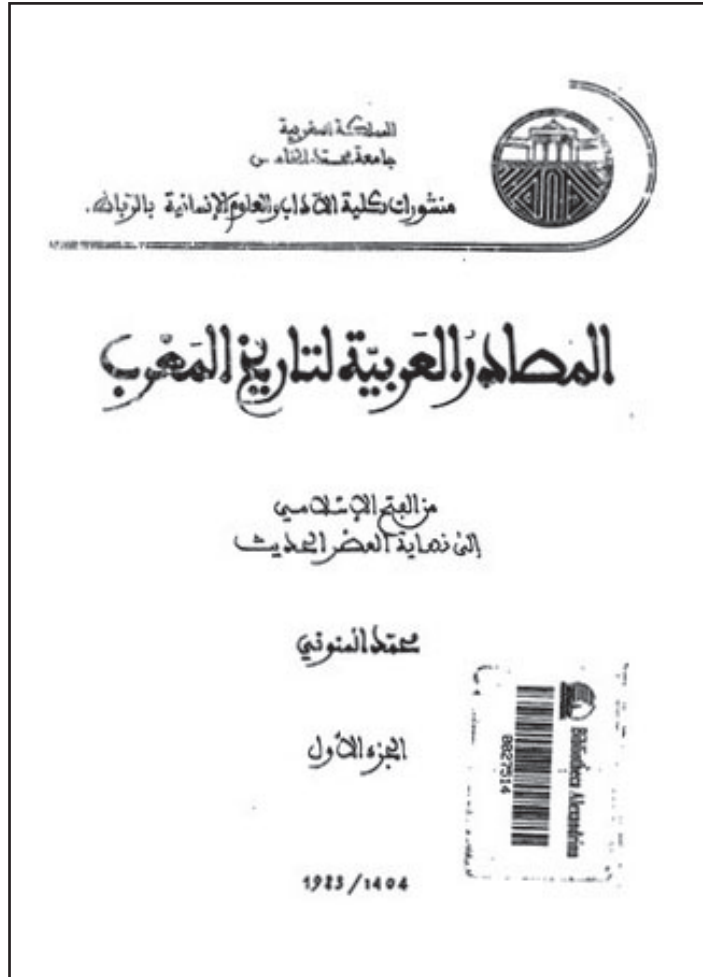 المملكة المغربية
جامعة محمد الخامس
منشورات كلية الآداب والعلوم الإنسانية بالرباط.
المصادر العربية لتاريخ المغرب
من الفتح الإسلامي
إلى نهاية العصر الحديث
محمد المنوني
الجزء الأول
1983/1404
Bibliotheca Alexandrina
0027514